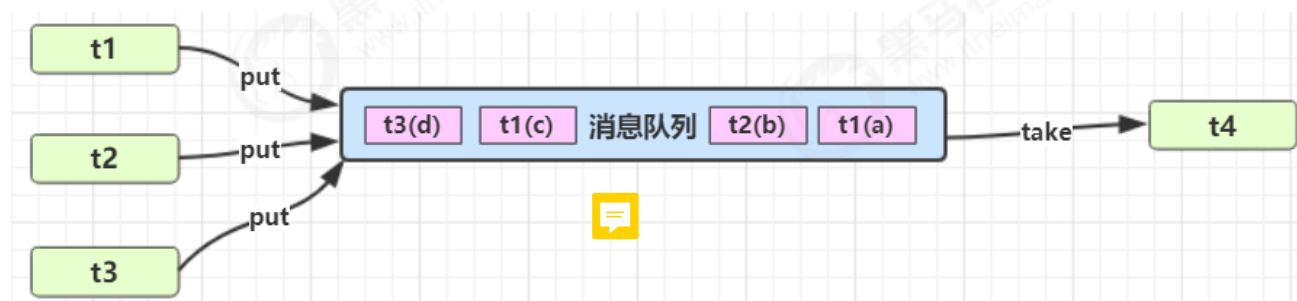 t1
put
t3(d) t1(c) 消息队列 t2(b) t1(a)
take
t4
t2
put
put
t3